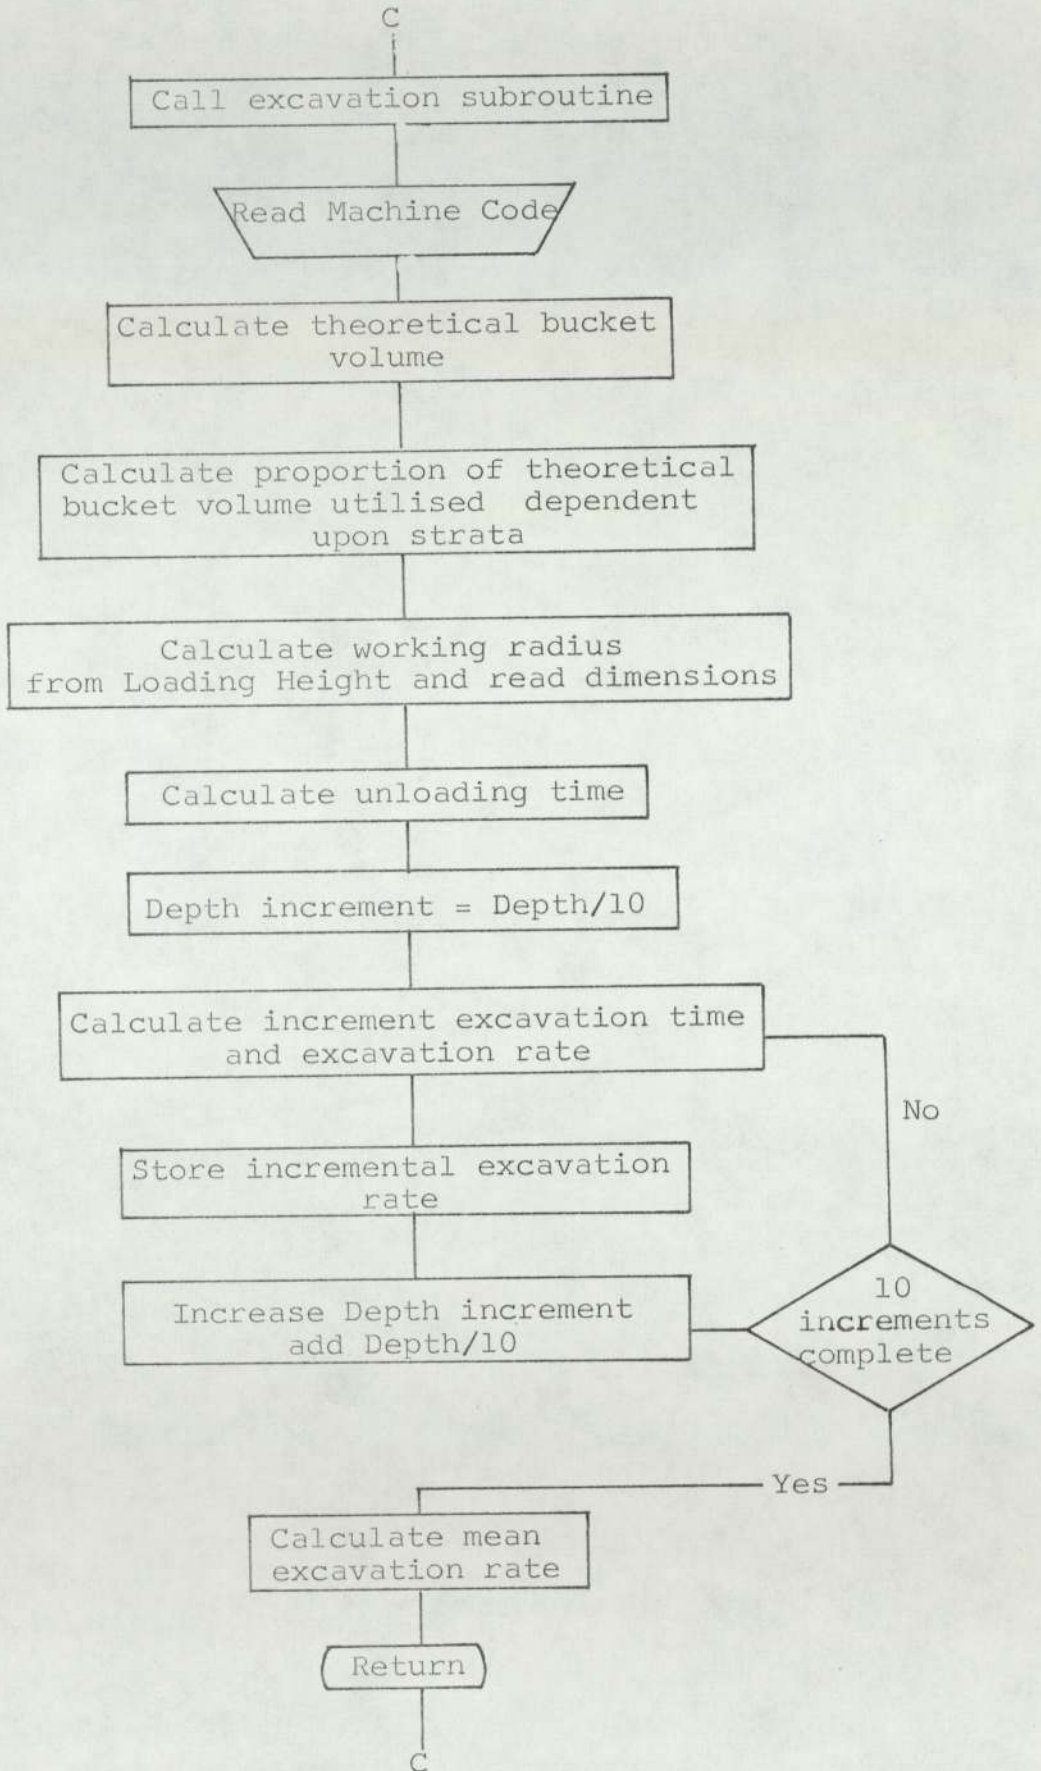 C
Call excavation subroutine
Read Machine Code
Calculate theoretical bucket
volume
Calculate proportion of theoretical
bucket volume utilised dependent
upon strata
Calculate working radius
from Loading Height and read dimensions
Calculate unloading time
Depth increment = Depth/10
Calculate increment excavation time
and excavation rate
No
Store incremental excavation
rate
Increase Depth increment
add Depth/10
10
increments
complete
Yes
Calculate mean
excavation rate
Return
C